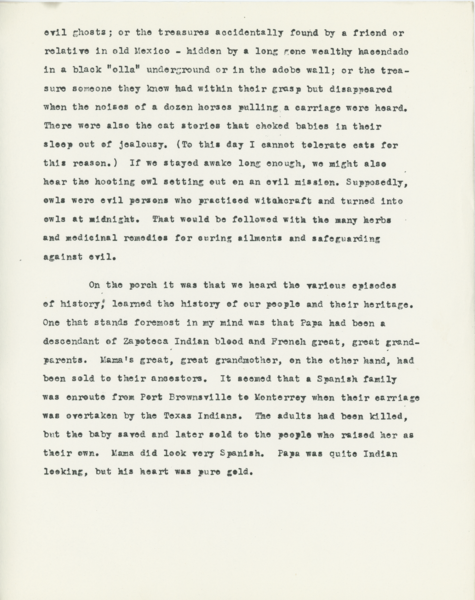 evil ghosts; or the treasures accidentally found by a friend or
relative in old Mexico - hidden by a long gone wealthy hacendado
in a black "olla" underground or in the adobe wall; or the trea-
sure someone they knew had within their grasp but disappeared
when the noises of a dozen horses pulling a carriage were heard.
There were also the cat stories that choked babies in their
sleep out of jealousy. (To this day I cannot tolerate cats for
this reason.) If we stayed awake long enough, we might also
hear the hooting owl setting out on an evil mission. Supposedly,
owls were evil persons who practiced witchcraft and turned into
owls at midnight. That would be followed with the many herbs
and medicinal remedies for curing ailments and safeguarding
against evil.
On the porch it was that we heard the various episodes
of history, learned the history of our people and their heritage.
One that stands foremost in my mind was that Papa had been a
descendant of Zapoteca Indian blood and French great, great grand-
parents. Mama's great, great grandmother, on the other hand, had
been sold to their ancestors. It seemed that a Spanish family
was enroute from Fort Brownsville to Monterrey when their carriage
was overtaken by the Texas Indians. The adults had been killed,
but the baby saved and later sold to the people who raised her as
their own. Mama did look very Spanish. Papa was quite Indian
looking, but his heart was pure gold.